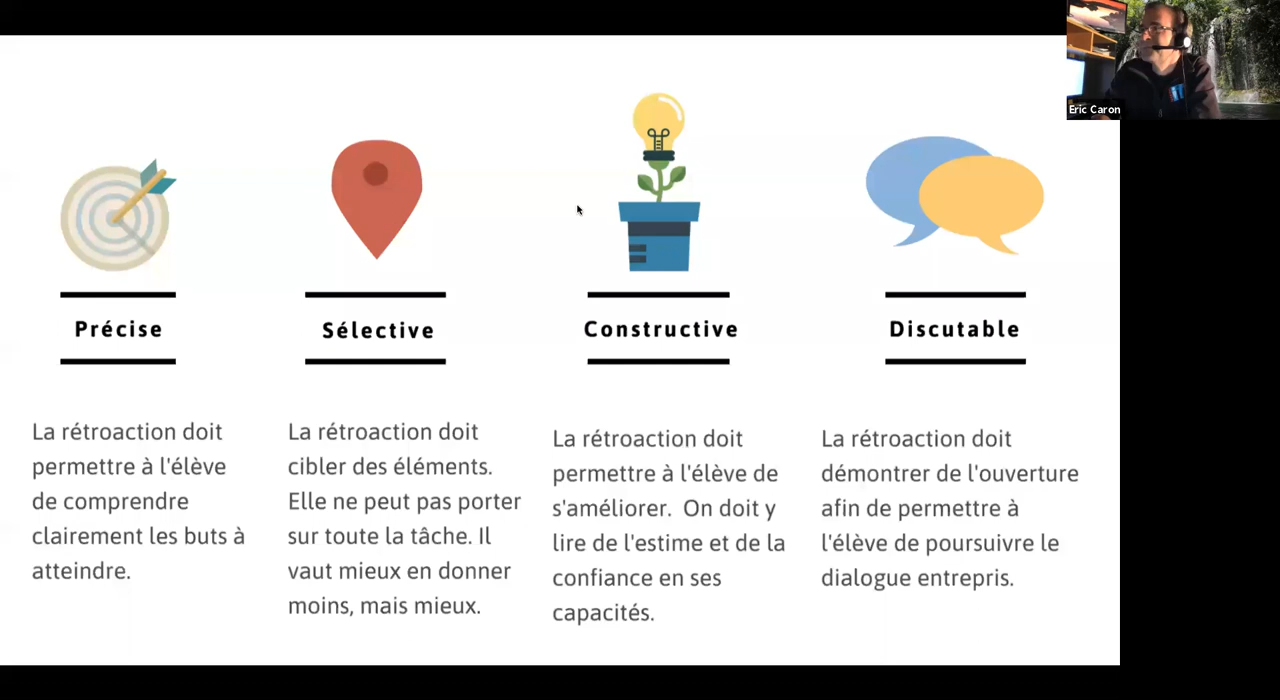 Eric Caron
Précise
La rétroaction doit
permettre à l'élève
de comprendre
clairement les buts à
atteindre.
Sélective
La rétroaction doit
cibler des éléments.
Elle ne peut pas porter
sur toute la tâche. Il
vaut mieux en donner
moins, mais mieux.
Constructive
La rétroaction doit
permettre à l'élève de
s'améliorer.  On doit y
lire de l'estime et de la
confiance en ses
capacités.
Discutable
La rétroaction doit
démontrer de l'ouverture
afin de permettre à
l'élève de poursuivre le
dialogue entrepris.